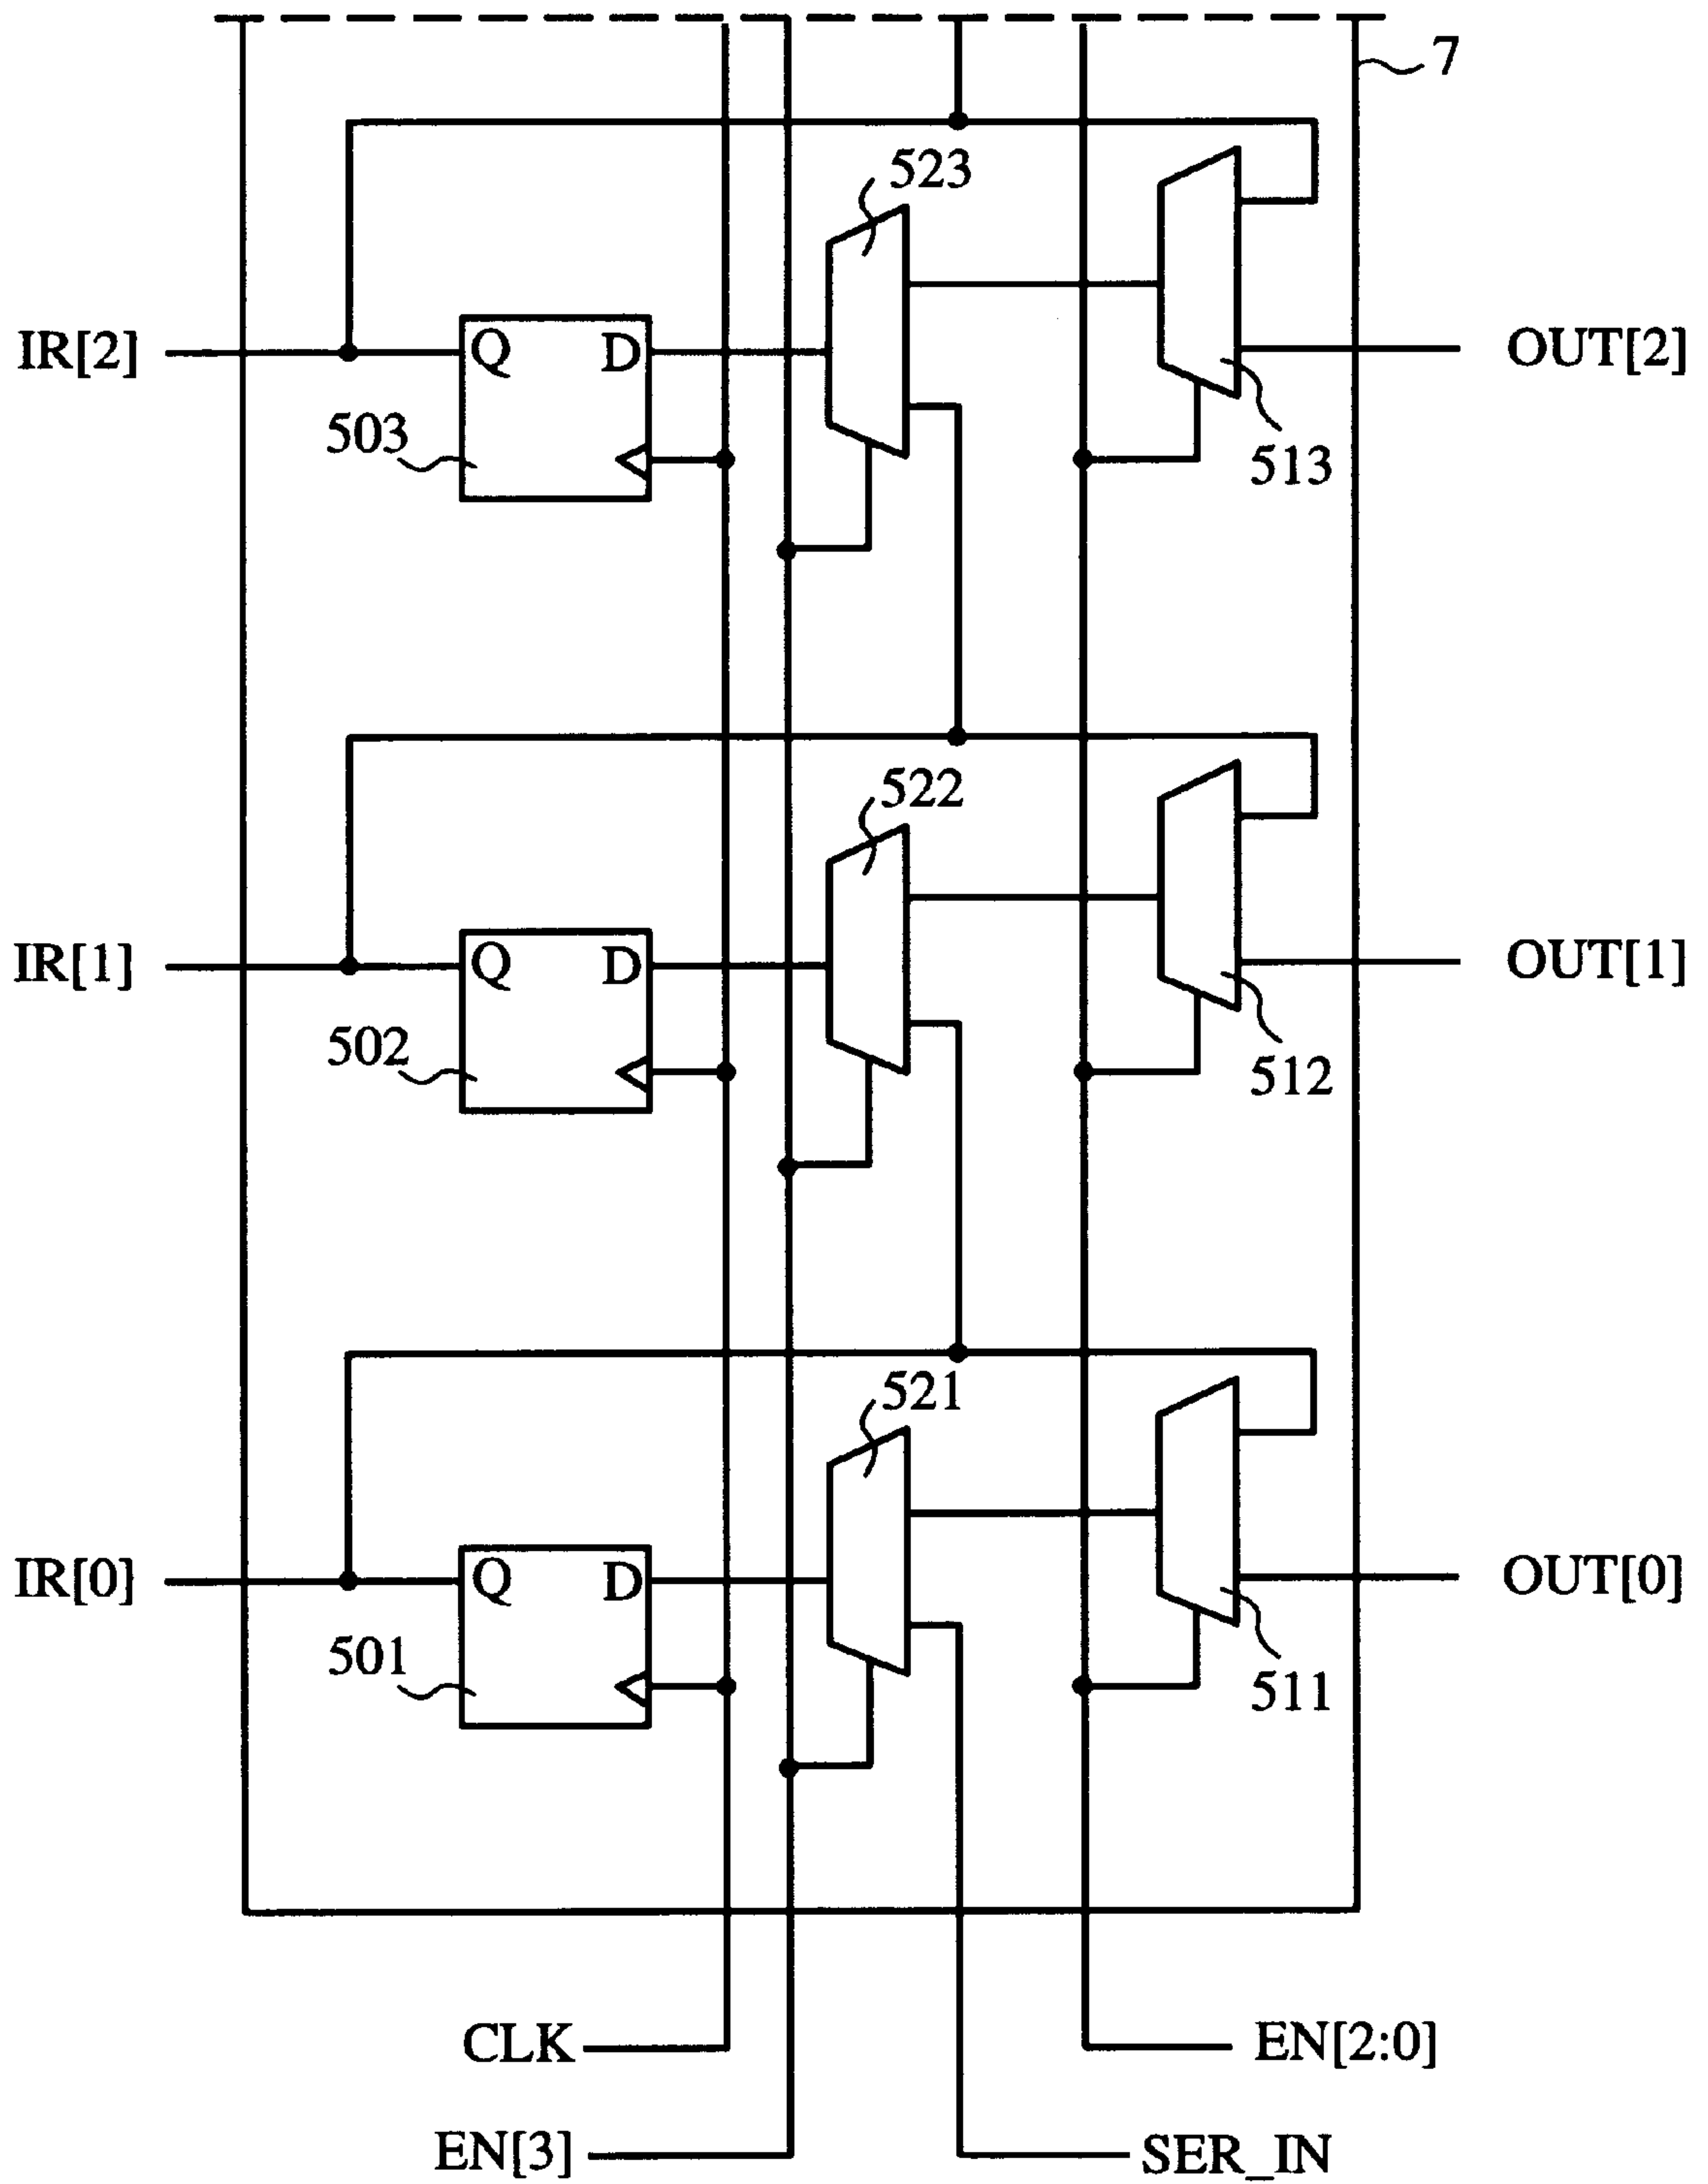 7
523
IR[2]
Q
D
OUT[2]
503
513
522
IR[1]
Q
D
OUT[1]
502
512
521
IR[0]
Q
D
OUT[0]
501
511
CLK
EN[2:0]
EN[3]
SER_IN